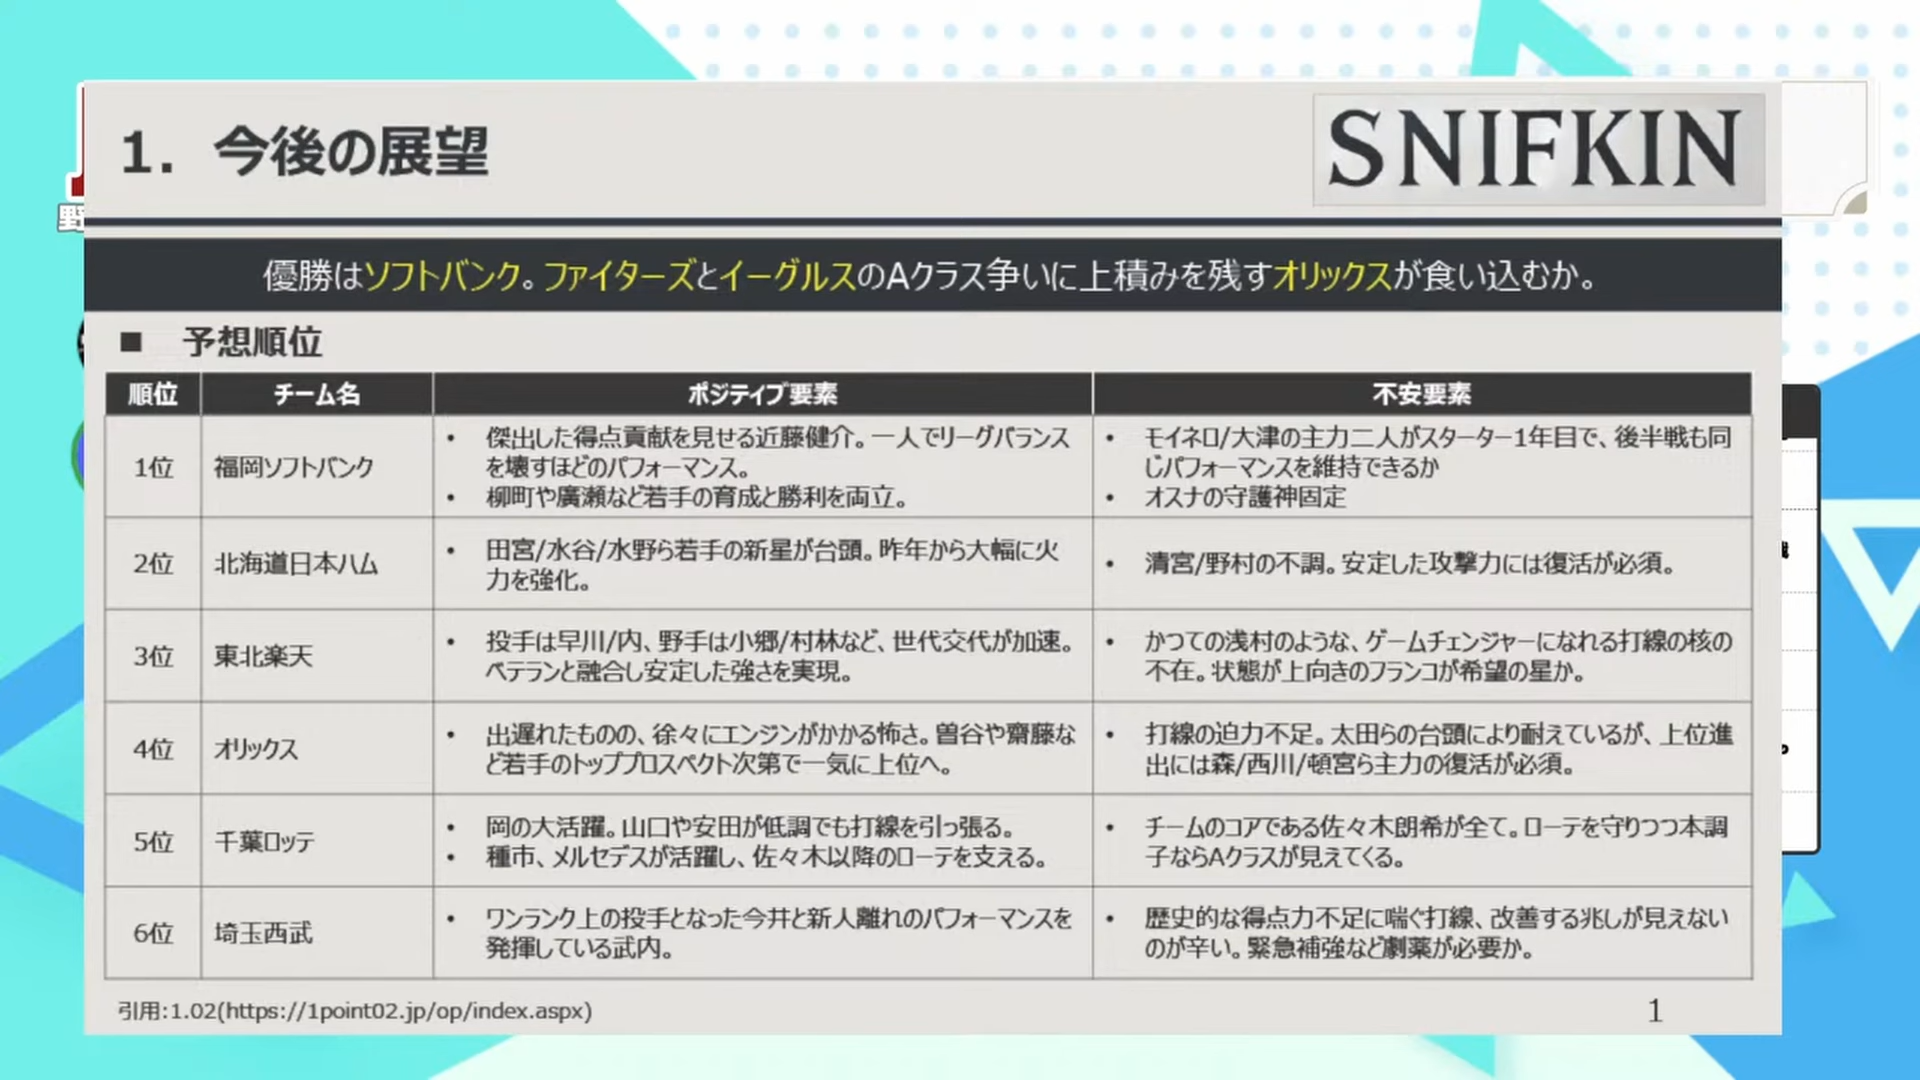 1. 今後の展望
SNIFKIN
優勝はソフトバンク。ファイターズとイーグルスのAクラス争いに上積みを残すオリックスが食い込むか。
■ 予想順位
順位 チーム名 ポジティブ要素 不安要素
1位 福岡ソフトバンク
• 傑出した得点貢献を見せる近藤健介。一人でリーグバランス
を壊すほどのパフォーマンス。
• 柳町や廣瀬など若手の育成と勝利を両立。
• モイネロ/大津の主力二人がスターター1年目で、後半戦も同
じパフォーマンスを維持できるか
• オスナの守護神固定
2位 北海道日本ハム
• 田宮/水谷/水野ら若手の新星が台頭。昨年から大幅に火
力を強化。
• 清宮/野村の不調。安定した攻撃力には復活が必須。
3位 東北楽天
• 投手は早川/内、野手は小郷/村林など、世代交代が加速。
ベテランと融合し安定した強さを実現。
• かつての浅村のような、ゲームチェンジャーになれる打線の核の
不在。状態が上向きのフランコが希望の星か。
4位 オリックス
• 出遅れたものの、徐々にエンジンがかかる怖さ。曽谷や齋藤な
ど若手のトッププロスペクト次第で一気に上位へ。
• 打線の迫力不足。太田らの台頭により耐えているが、上位進
出には森/西川/頓宮ら主力の復活が必須。
5位 千葉ロッテ
• 岡の大活躍。山口や安田が低調でも打線を引っ張る。
• 種市、メルセデスが活躍し、佐々木以降のローテを支える。
• チームのコアである佐々木朗希が全て。ローテを守りつつ本調
子ならAクラスが見えてくる。
6位 埼玉西武
• ワンランク上の投手となった今井と新人離れのパフォーマンスを
発揮している武内。
• 歴史的な得点力不足に喘ぐ打線、改善する兆しが見えない
のが辛い。緊急補強など劇薬が必要か。
引用:1.02(https://1point02.jp/op/index.aspx)
1
野